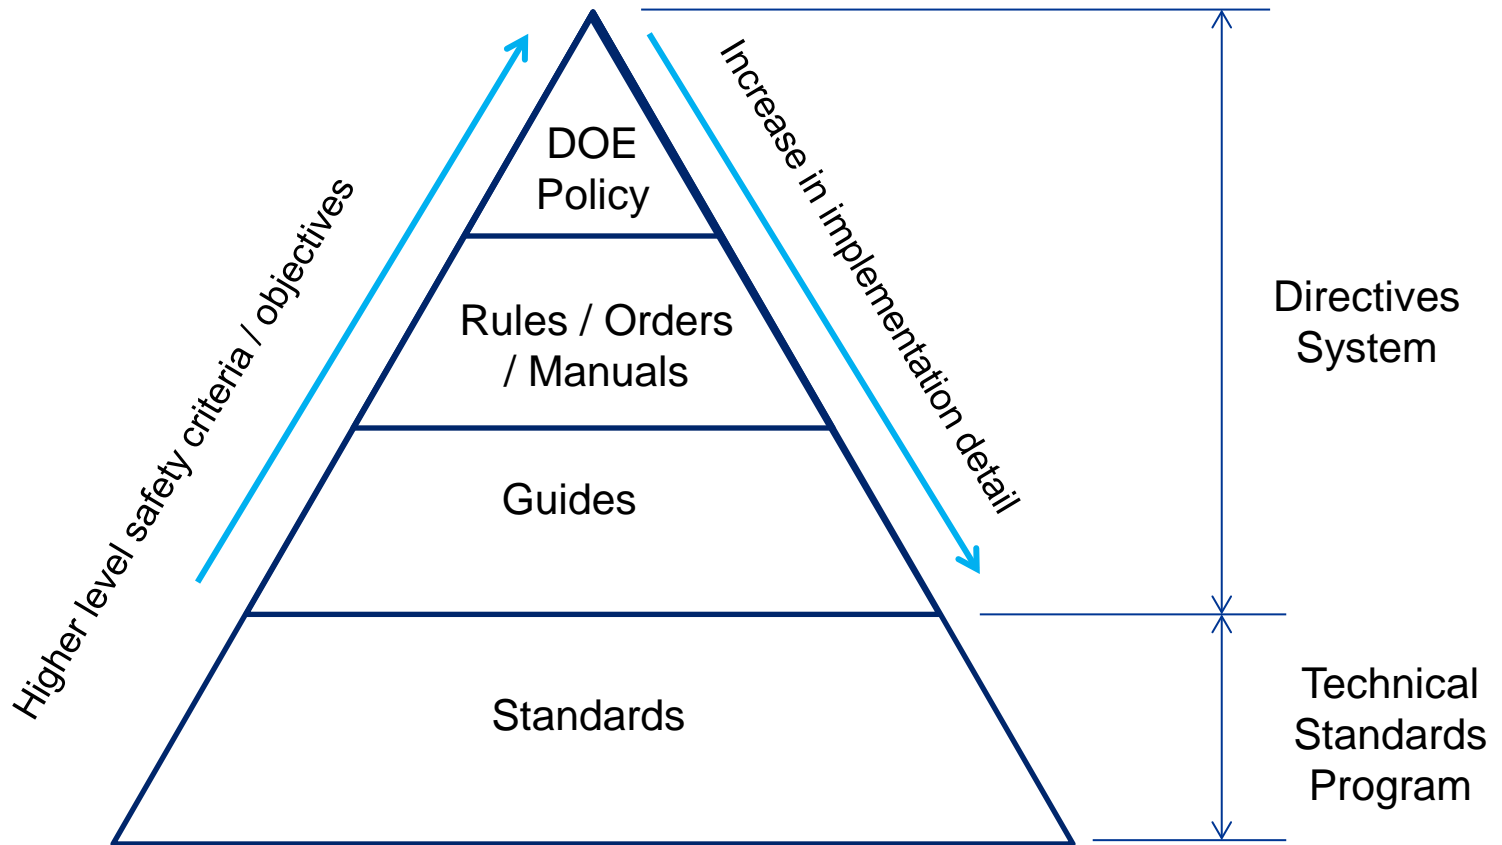 DOE
Policy
Rules / Orders
/ Manuals
Guides
Standards
Higher level safety criteria / objectives
Increase in implementation detail
Directives
System
Technical
Standards
Program